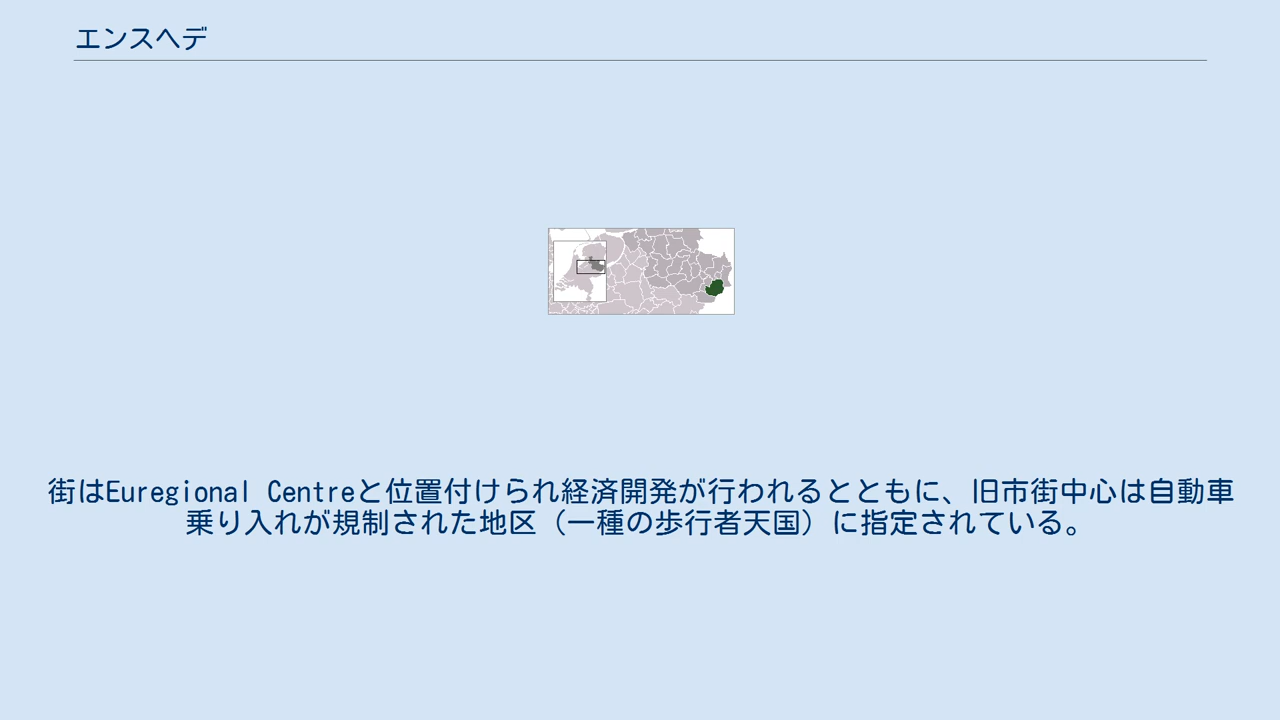 エンスヘデ
街はEuregional Centreと位置付けられ経済開発が行われるとともに、旧市街中心は自動車
乗り入れが規制された地区（一種の歩行者天国）に指定されている。